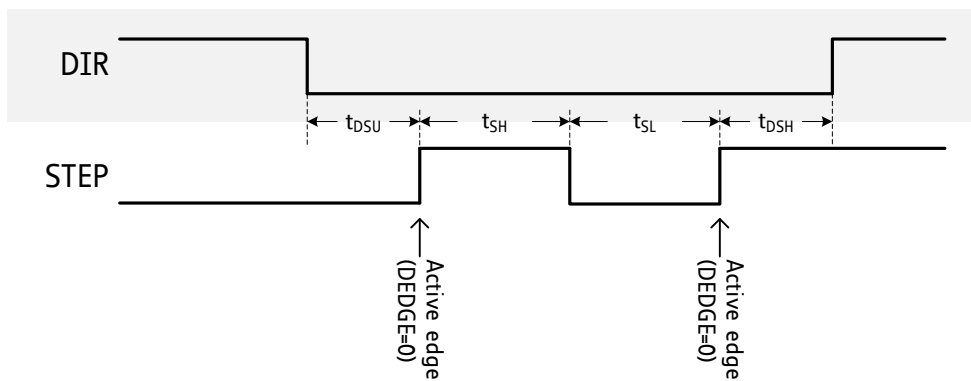 DIR
tDSU tSH tSL tDSH
STEP
Active edge
(DEDGE=0)
Active edge
(DEDGE=0)